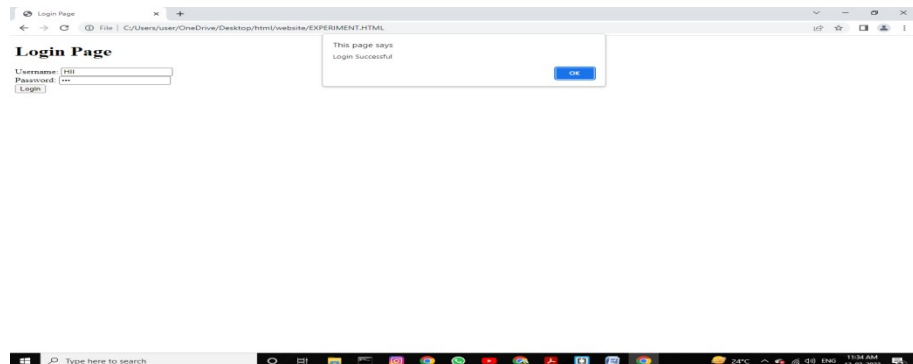 Login Page
File | C:/Users/user/OneDrive/Desktop/html/website/EXPERIMENT.HTML
This page says
Login Successful
OK
Login Page
Username: HII
Password: •••
Login
Type here to search
24°C
ENG
11:34 AM